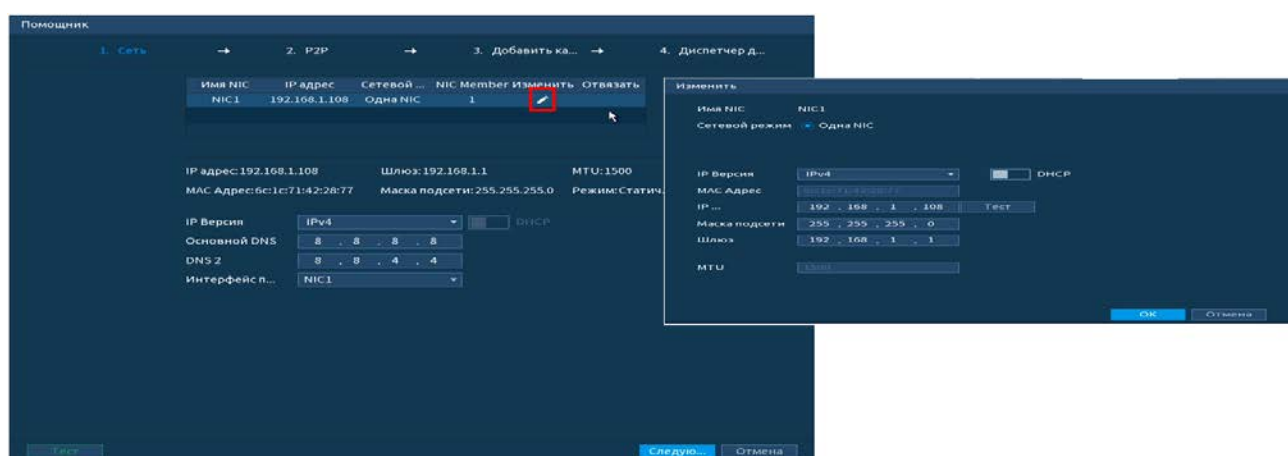 Помощник
1. Сеть → 2. P2P → 3. Добавить ка... → 4. Диспетчер д...
Имя NIC IP адрес Сетевой ... NIC Member Изменить Отвязать
NIC1 192.168.1.108 Одна NIC 1
IP адрес:192.168.1.108 Шлюз:192.168.1.1 MTU:1500
MAC Адрес:6c:1c:71:42:28:77 Маска подсети:255.255.255.0 Режим:Статич.
IP Версия IPv4 DHCP
Основной DNS 8 . 8 . 8 . 8
DNS 2 8 . 8 . 4 . 4
Интерфейс п... NIC1
Тест Следую... Отмена
Изменить
Имя NIC NIC1
Сетевой режим Одна NIC
IP Версия IPv4 DHCP
MAC Адрес
IP ... 192 . 168 . 1 . 108 Тест
Маска подсети 255 . 255 . 255 . 0
Шлюз 192 . 168 . 1 . 1
MTU 1500
OK Отмена